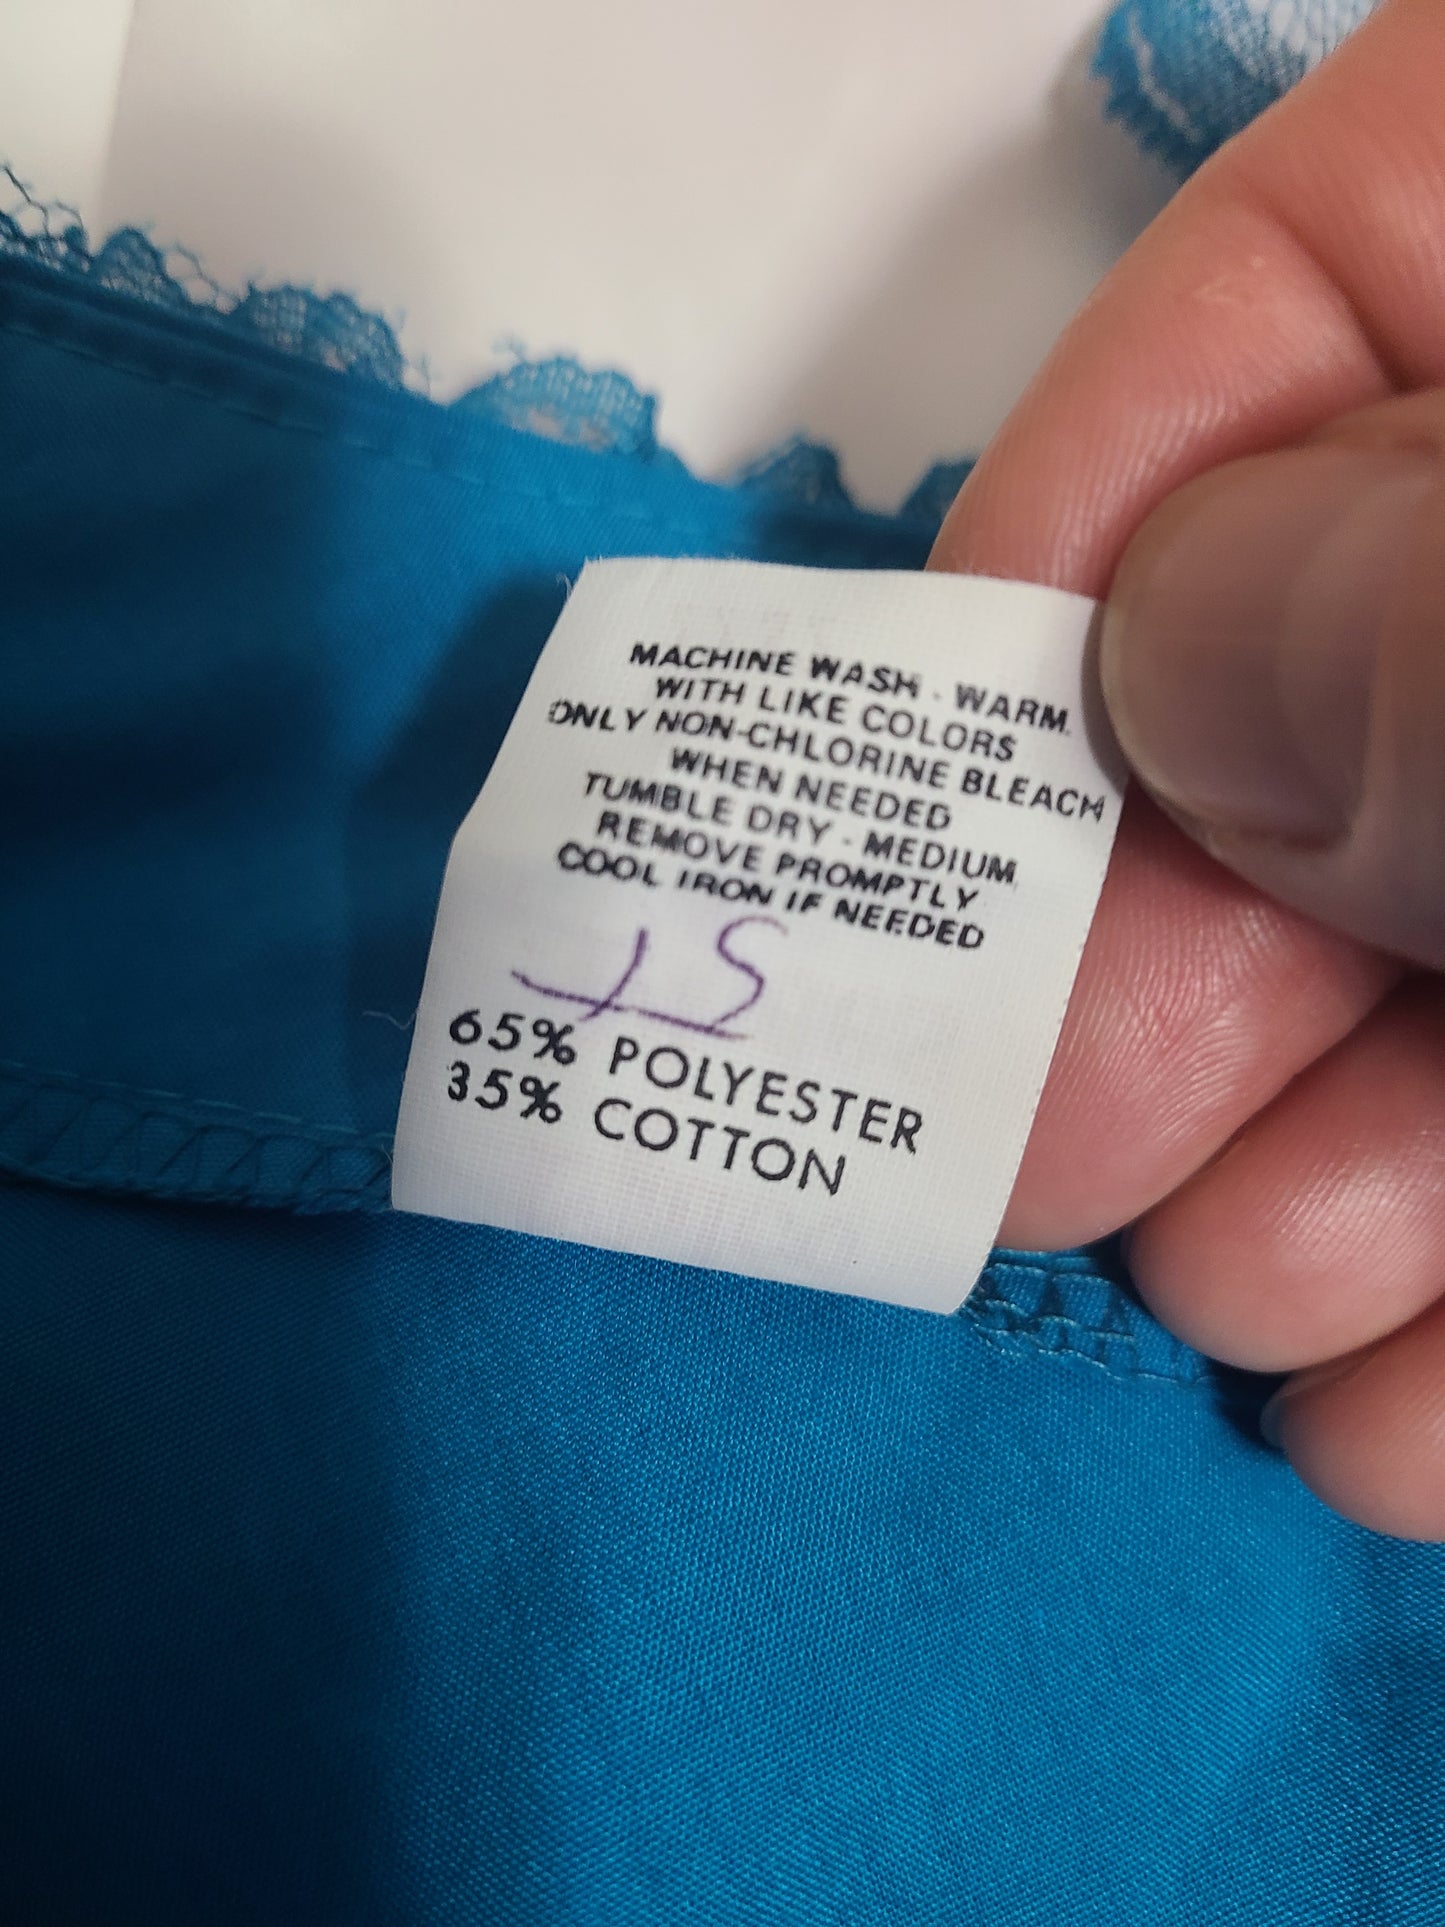 MACHINE WASH - WARM
WITH LIKE COLORS
ONLY NON-CHLORINE BLEACH
WHEN NEEDED
TUMBLE DRY - MEDIUM
REMOVE PROMPTLY
COOL IRON IF NEEDED
65% POLYESTER
35% COTTON